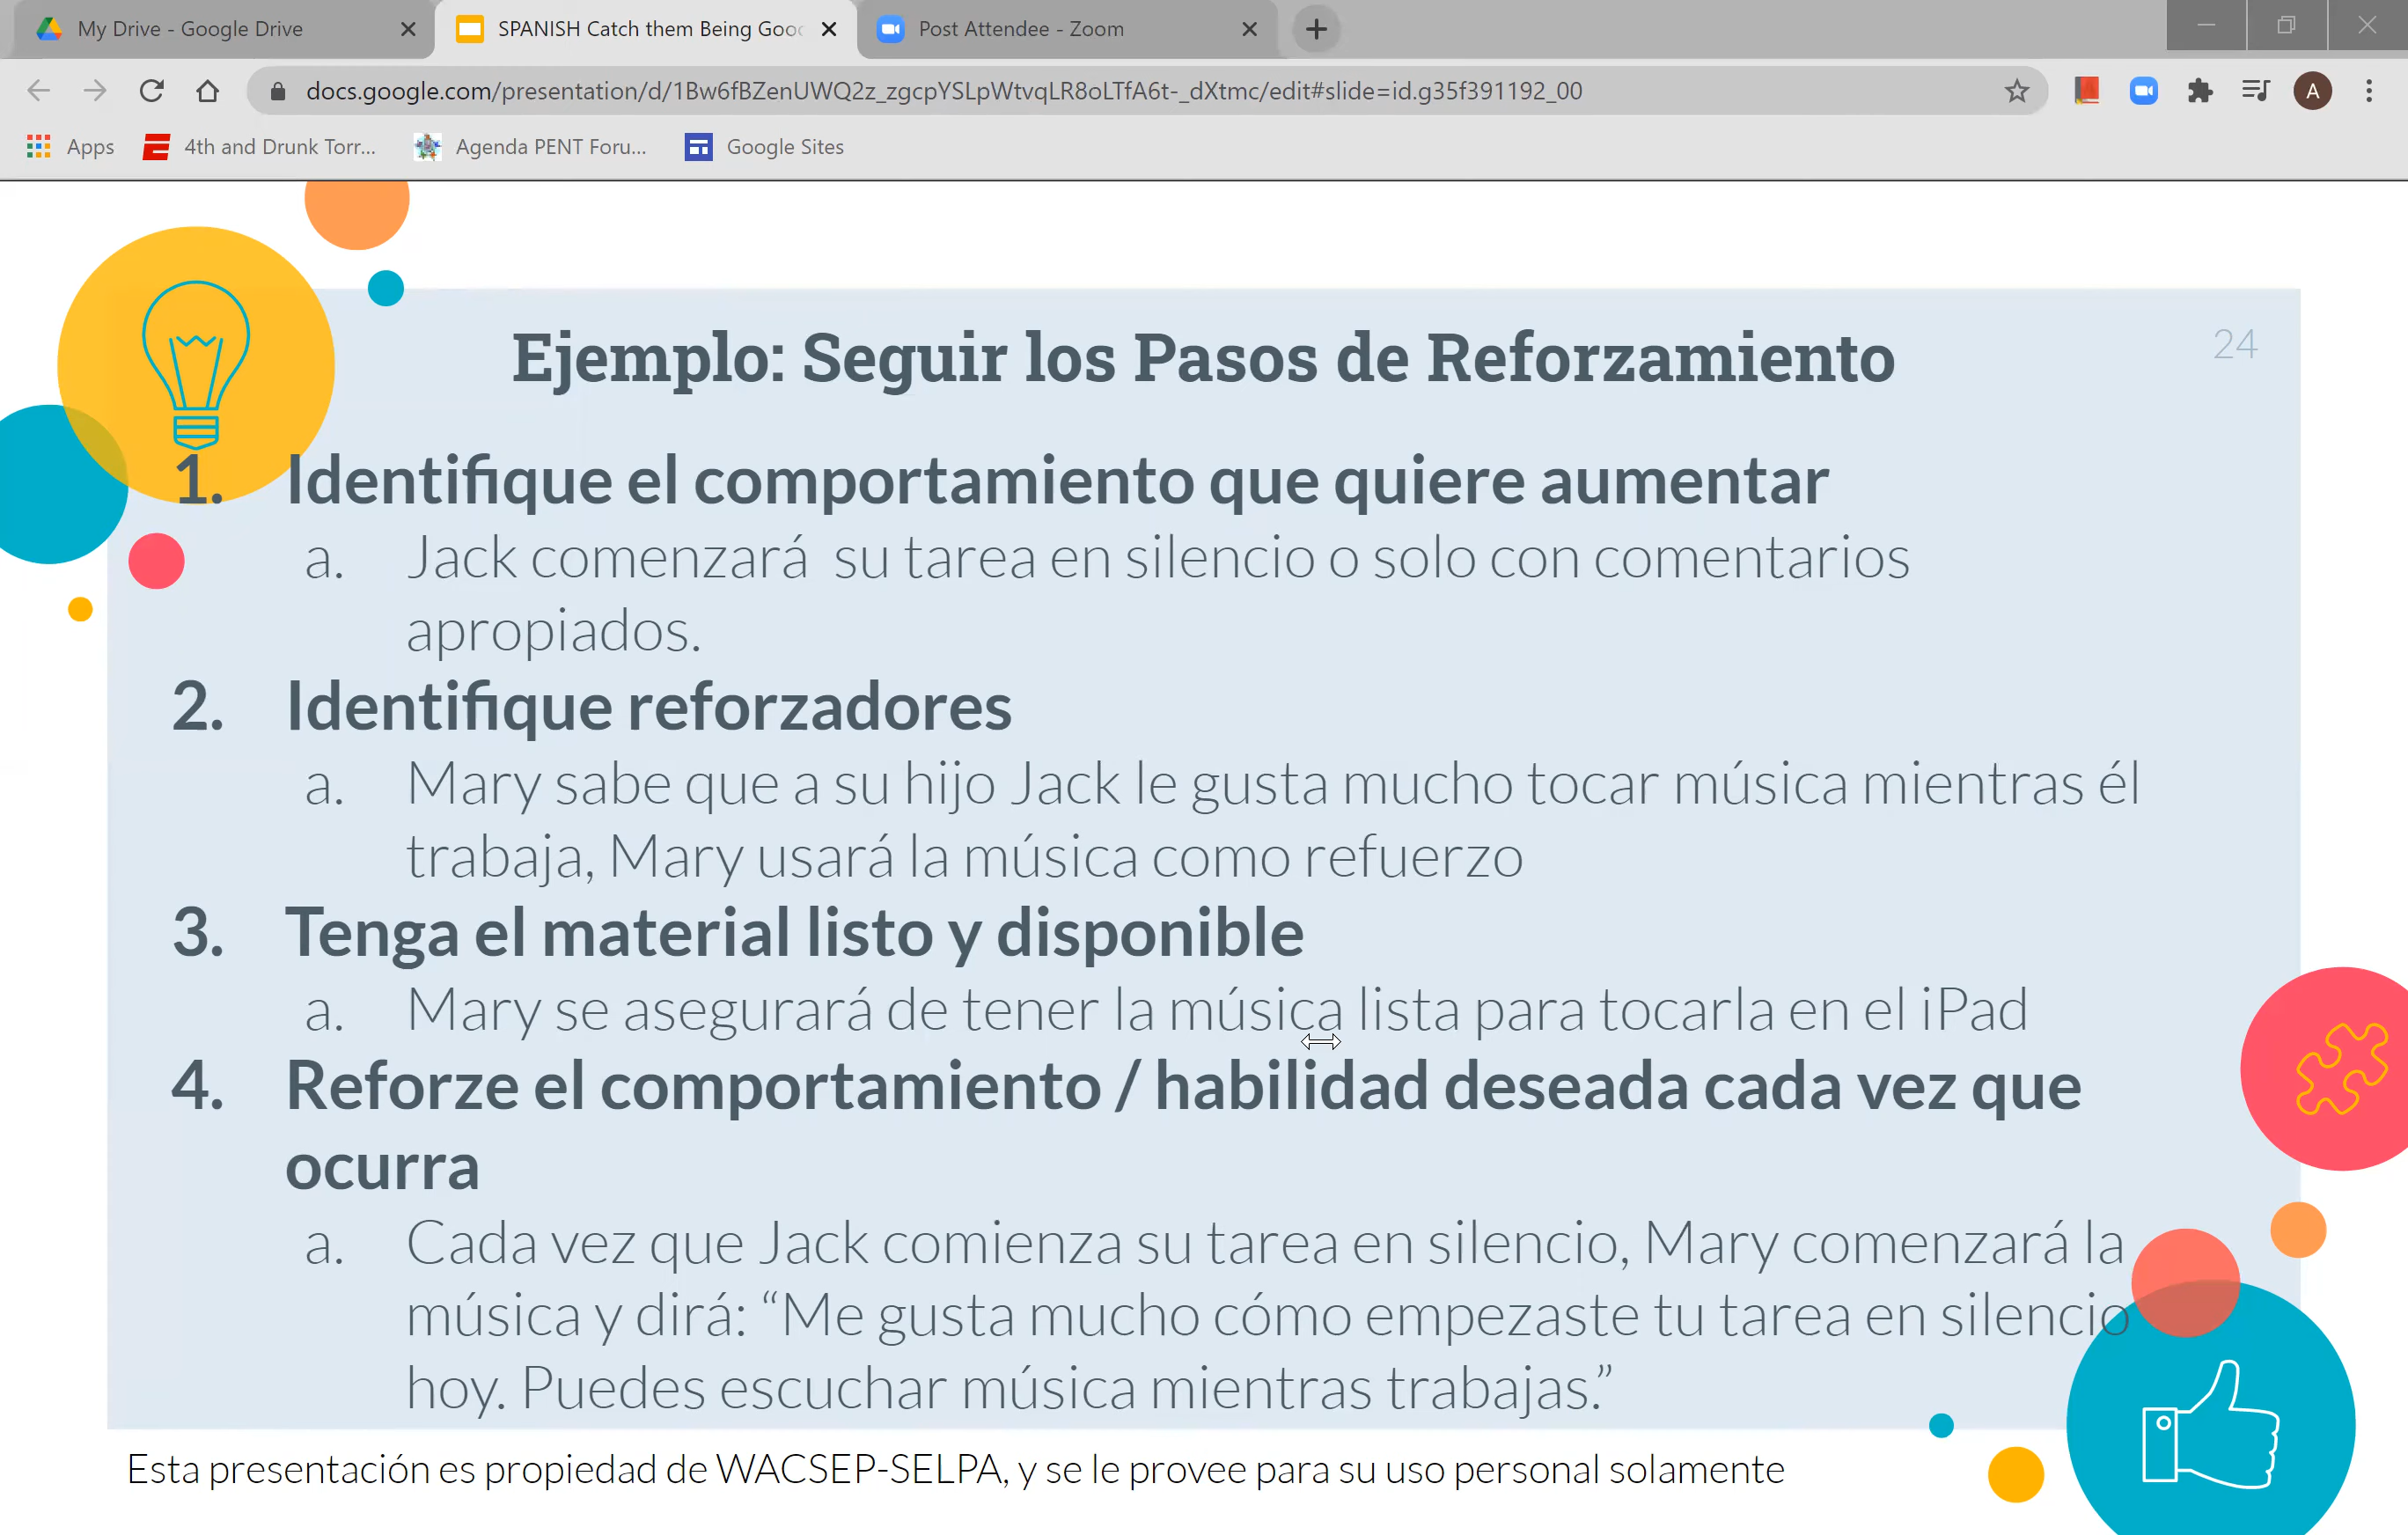 My Drive - Google Drive
SPANISH Catch them Being
Post Attendee - Zoom
docs.google.com/presentation/d/1Bw6fBZenUWQ2z_zgcpYSLpWtvqLR8oLTfA6t-_dXtmc/edit#slide=id.g35f391192_00
A
Apps
4th and Drunk Torr...
Agenda PENT Foru...
Google Sites
Ejemplo: Seguir los Pasos de Reforzamiento
24
1. Identifique el comportamiento que quiere aumentar
a. Jack comenzará su tarea en silencio o solo con comentarios
apropiados.
2. Identifique reforzadores
a. Mary sabe que a su hijo Jack le gusta mucho tocar música mientras él
trabaja, Mary usará la música como refuerzo
3. Tenga el material listo y disponible
a. Mary se asegurará de tener la música lista para tocarla en el iPad
4. Reforze el comportamiento / habilidad deseada cada vez que
ocurra
a. Cada vez que Jack comienza su tarea en silencio, Mary comenzará la
música y dirá: “Me gusta mucho cómo empezaste tu tarea en silencio
hoy. Puedes escuchar música mientras trabajas.”
Esta presentación es propiedad de WACSEP-SELPA, y se le provee para su uso personal solamente